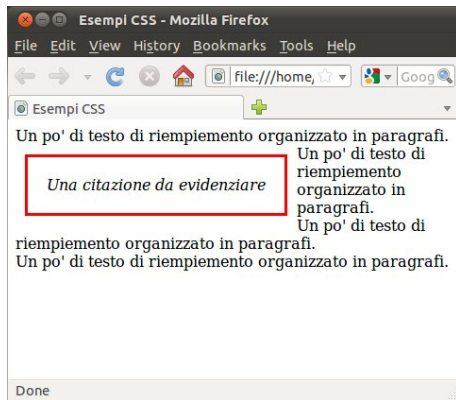 Esempi CSS - Mozilla Firefox
File Edit View History Bookmarks Tools Help
file:///home, Goog
Esempi CSS
Un po' di testo di riempiemento organizzato in paragrafi.
Un po' di testo di
riempiemento
Una citazione da evidenziare
organizzato in
paragrafi.
Un po' di testo di
riempiemento organizzato in paragrafi.
Un po' di testo di riempiemento organizzato in paragrafi.
Done